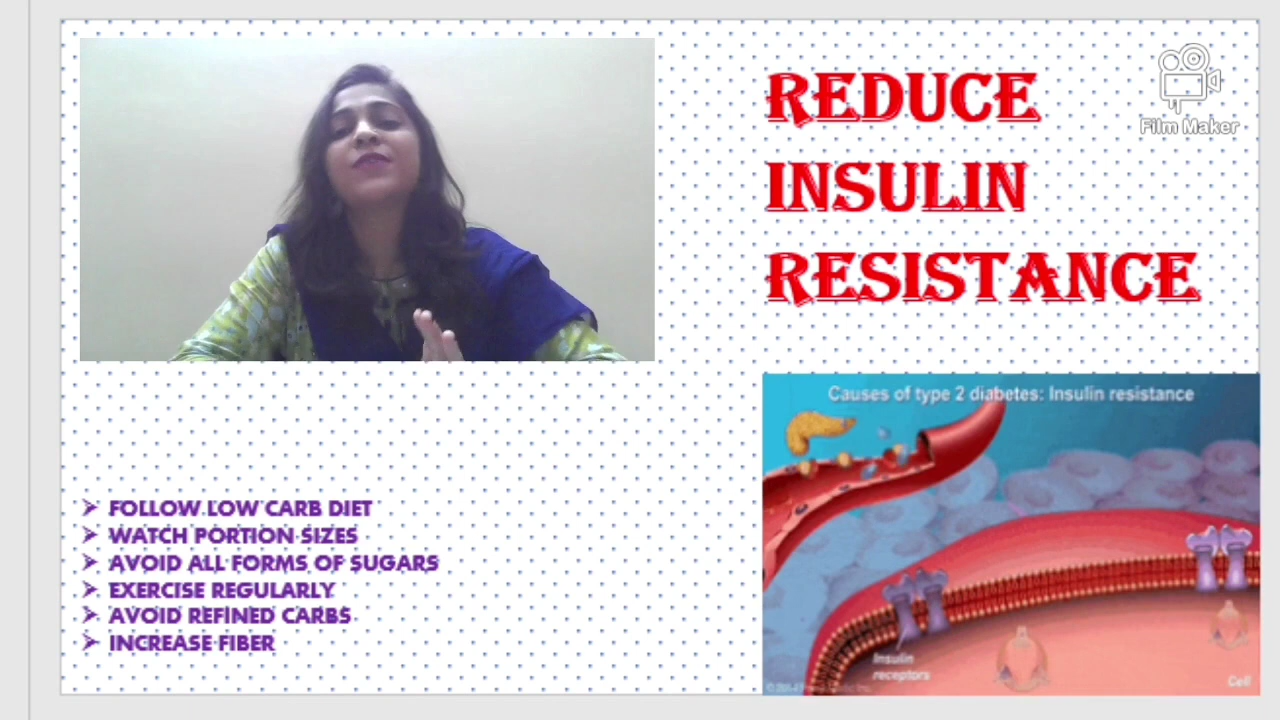 REDUCE
INSULIN
RESISTANCE
Film Maker
Causes of type 2 diabetes: Insulin resistance
➢ FOLLOW LOW CARB DIET
➢ WATCH PORTION SIZES
➢ AVOID ALL FORMS OF SUGARS
➢ EXERCISE REGULARLY
➢ AVOID REFINED CARBS
➢ INCREASE FIBER
Insulin
receptors
Cell